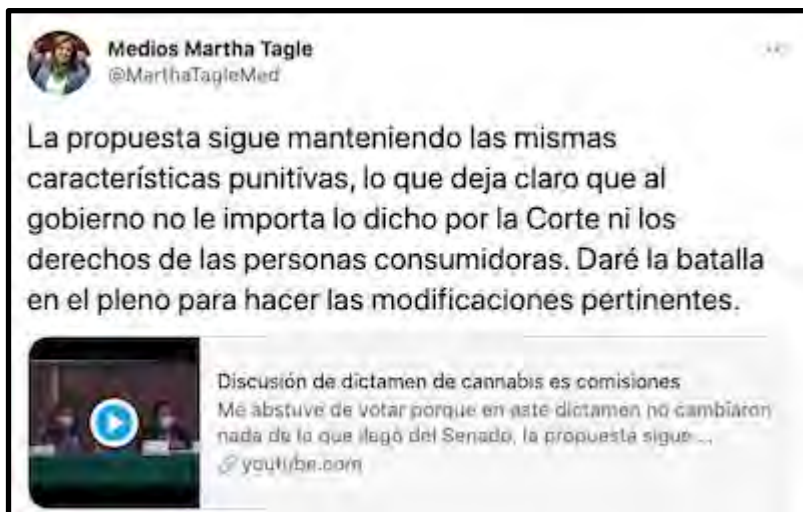 Medios Martha Tagle
@MarthaTagleMed
La propuesta sigue manteniendo las mismas
características punitivas, lo que deja claro que al
gobierno no le importa lo dicho por la Corte ni los
derechos de las personas consumidoras. Daré la batalla
en el pleno para hacer las modificaciones pertinentes.
Discusión de dictamen de cannabis es comisiones
Me abstuve de votar porque en este dictamen no cambiaron
nada de lo que llegó del Senado, la propuesta sigue ...
youtube.com